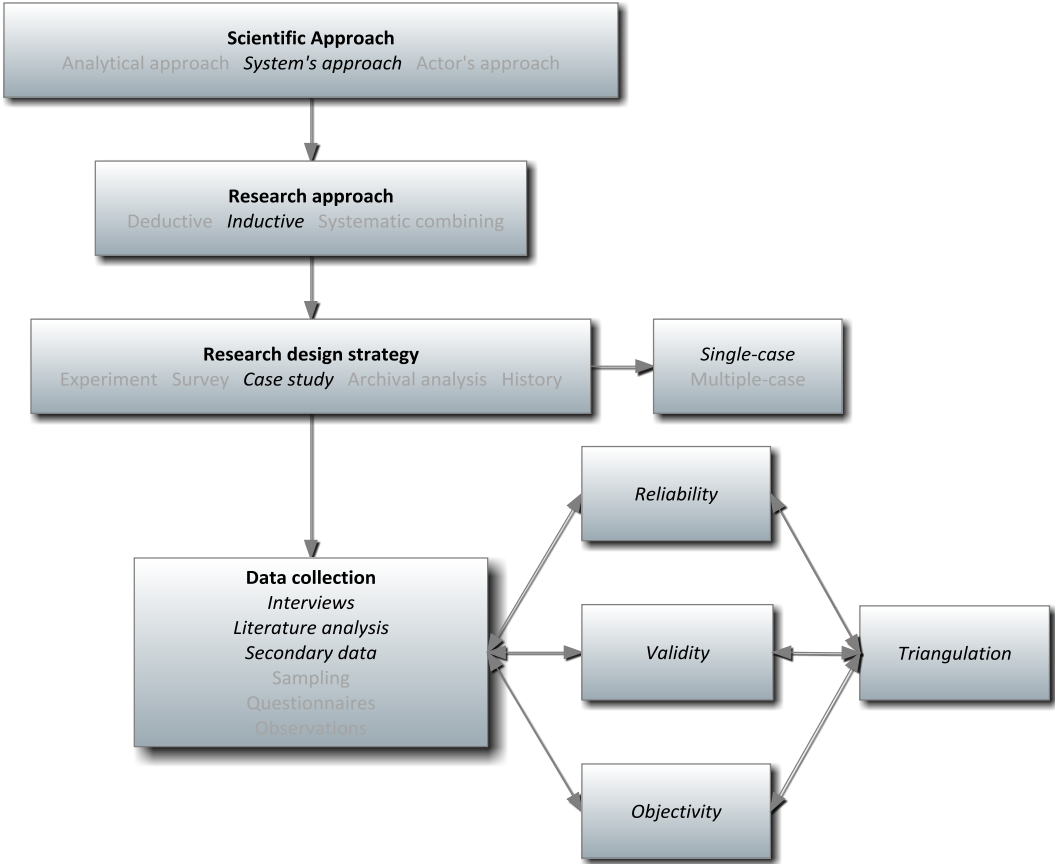 Scientific Approach
Analytical approach System's approach Actor's approach
Research approach
Deductive Inductive Systematic combining
Research design strategy
Experiment Survey Case study Archival analysis History
Single-case
Multiple-case
Reliability
Data collection
Interviews
Literature analysis
Secondary data
Sampling
Questionnaires
Observations
Validity
Triangulation
Objectivity